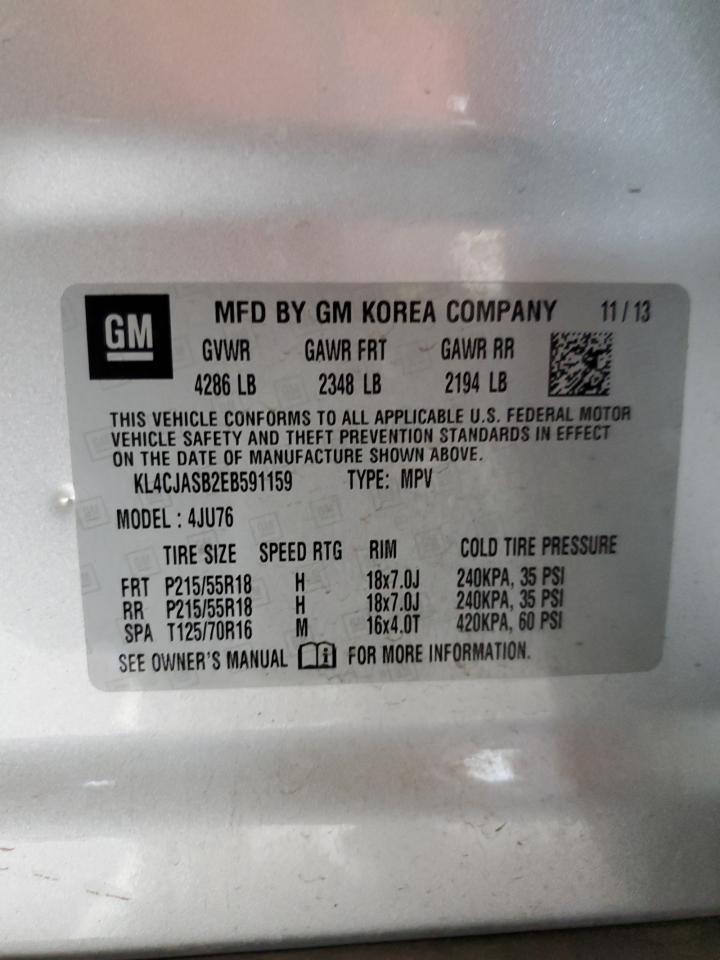 GM
MFD BY GM KOREA COMPANY 11 / 13
GVWR GAWR FRT GAWR RR
4286 LB 2348 LB 2194 LB
THIS VEHICLE CONFORMS TO ALL APPLICABLE U.S. FEDERAL MOTOR
VEHICLE SAFETY AND THEFT PREVENTION STANDARDS IN EFFECT
ON THE DATE OF MANUFACTURE SHOWN ABOVE.
KL4CJASB2EB591159 TYPE: MPV
MODEL : 4JU76
TIRE SIZE SPEED RTG RIM COLD TIRE PRESSURE
FRT P215/55R18 H 18x7.0J 240KPA, 35 PSI
RR P215/55R18 H 18x7.0J 240KPA, 35 PSI
SPA T125/70R16 M 16x4.0T 420KPA, 60 PSI
SEE OWNER'S MANUAL i FOR MORE INFORMATION.